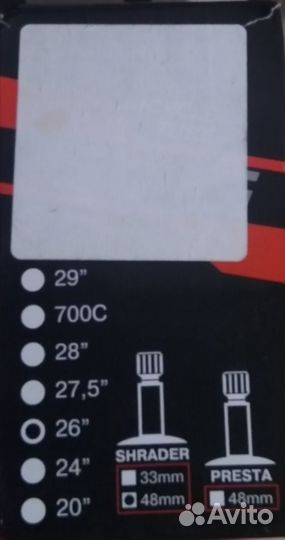 29”
700C
28”
27,5”
26”
24”
20”
SHRADER
33mm
48mm
PRESTA
48mm
Avito